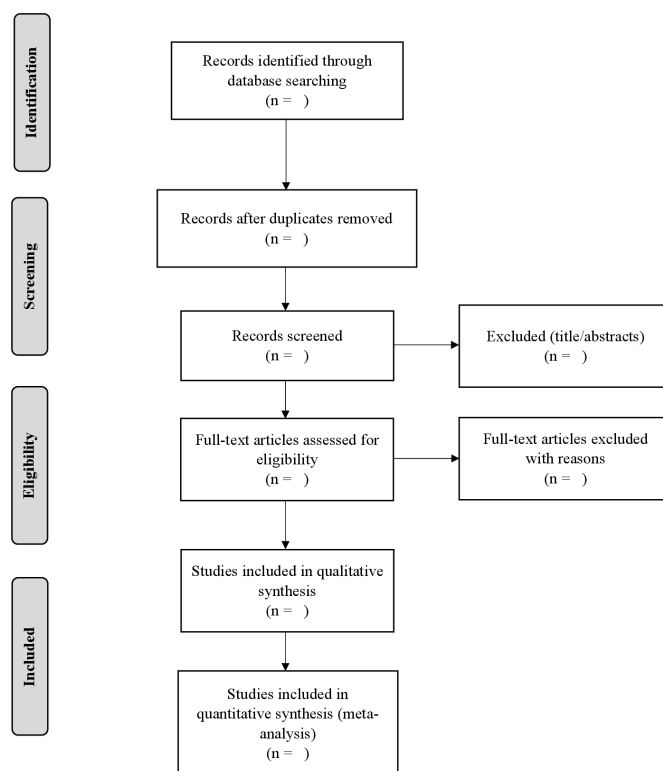 Identification
Records identified through
database searching
(n =   )
Screening
Records after duplicates removed
(n =   )
Records screened
(n =   )
Excluded (title/abstracts)
(n =   )
Eligibility
Full-text articles assessed for
eligibility
(n =   )
Full-text articles excluded
with reasons
(n =   )
Included
Studies included in qualitative
synthesis
(n =   )
Studies included in
quantitative synthesis (meta-
analysis)
(n =   )